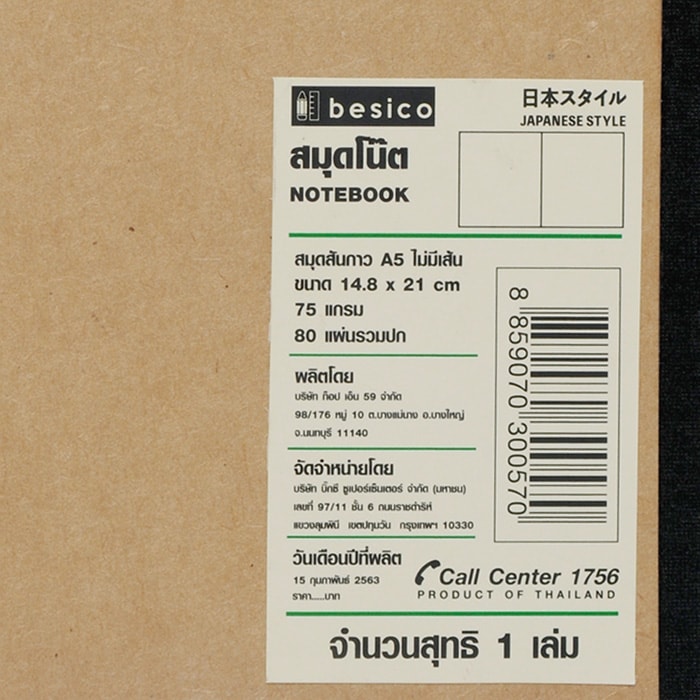 besico
日本スタイル
JAPANESE STYLE
สมุดโน๊ต
NOTEBOOK
สมุดสันกาว A5 ไม่มีเส้น
ขนาด 14.8 x 21 cm
75 แกรม
80 แผ่นรวมปก
8 859070 300570
ผลิตโดย
บริษัท ท็อป เอ็น 59 จำกัด
98/176 หมู่ 10 ต.บางแม่นาง อ.บางใหญ่
จ.นนทบุรี 11140
จัดจำหน่ายโดย
บริษัท บิ๊กซี ซูเปอร์เซ็นเตอร์ จำกัด (มหาชน)
เลขที่ 97/11 ชั้น 6 ถนนราชดำริห์
แขวงลุมพินี เขตปทุมวัน กรุงเทพฯ 10330
วันเดือนปีที่ผลิต
15 กุมภาพันธ์ 2563
ราคา.....บาท
Call Center 1756
PRODUCT OF THAILAND
จำนวนสุทธิ 1 เล่ม